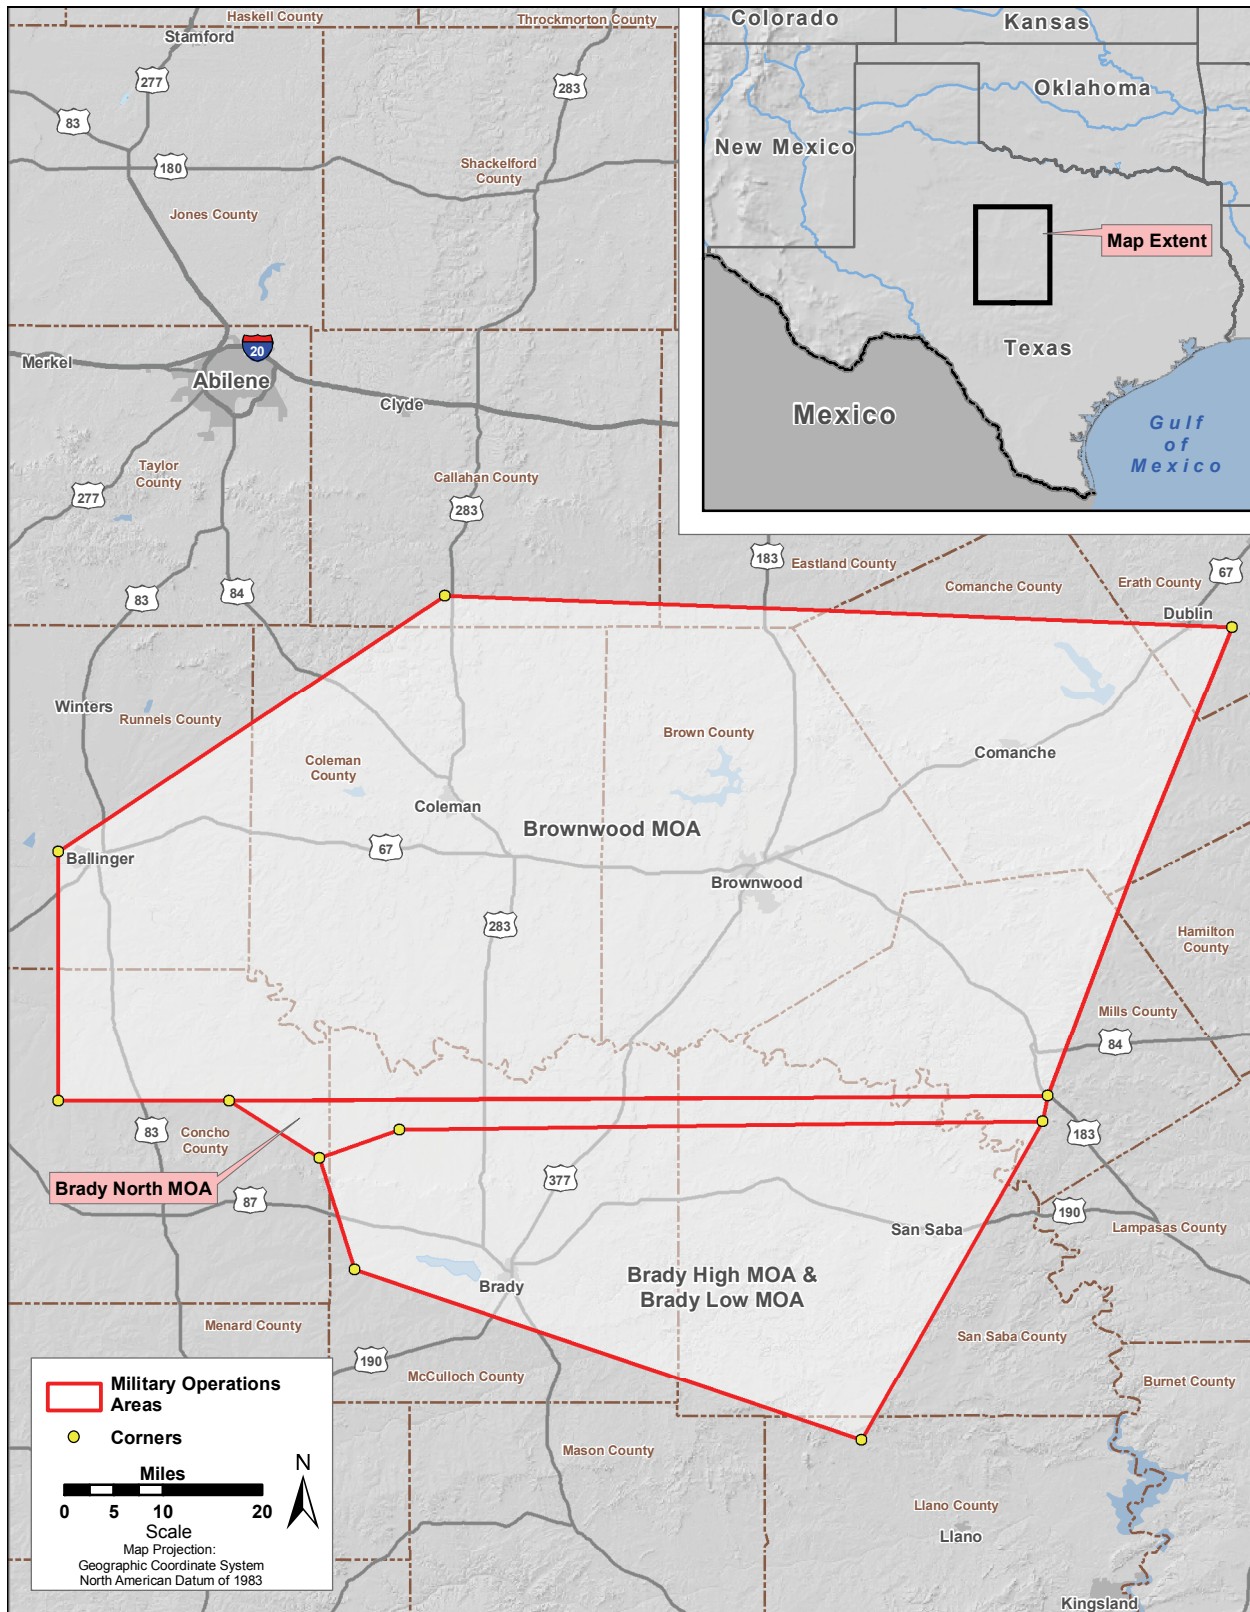 Haskell County
Throckmorton County
Stamford
277
283
83
180
Shackelford
County
Jones County
Colorado
Kansas
Oklahoma
New Mexico
Map Extent
Texas
Mexico
Gulf
of
Mexico
20
Merkel
Abilene
Clyde
Taylor
County
277
Callahan County
283
183
Eastland County
Comanche County
Erath County
67
83
84
Dublin
Winters
Runnels County
Brown County
Coleman
County
Comanche
Coleman
Brownwood MOA
67
Ballinger
Brownwood
283
Hamilton
County
Mills County
84
83
Concho
County
183
Brady North MOA
87
377
190
San Saba
Lampasas County
Brady High MOA &
Brady Low MOA
Brady
Menard County
San Saba County
190
McCulloch County
Burnet County
Mason County
Llano County
Llano
Kingsland
Military Operations
Areas
Corners
N
Miles
0 5 10 20
Scale
Map Projection:
Geographic Coordinate System
North American Datum of 1983